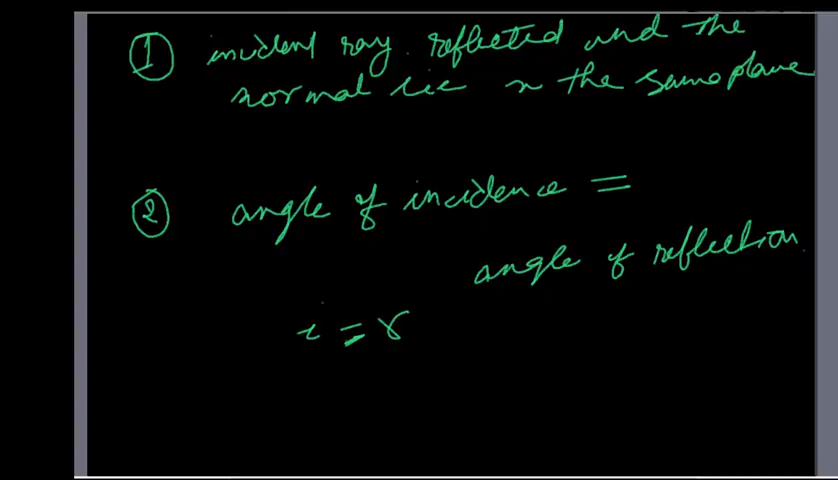 ① incident ray. reflected and the
normal lie in the same plane
② angle of incidence =
angle of reflection
i = r